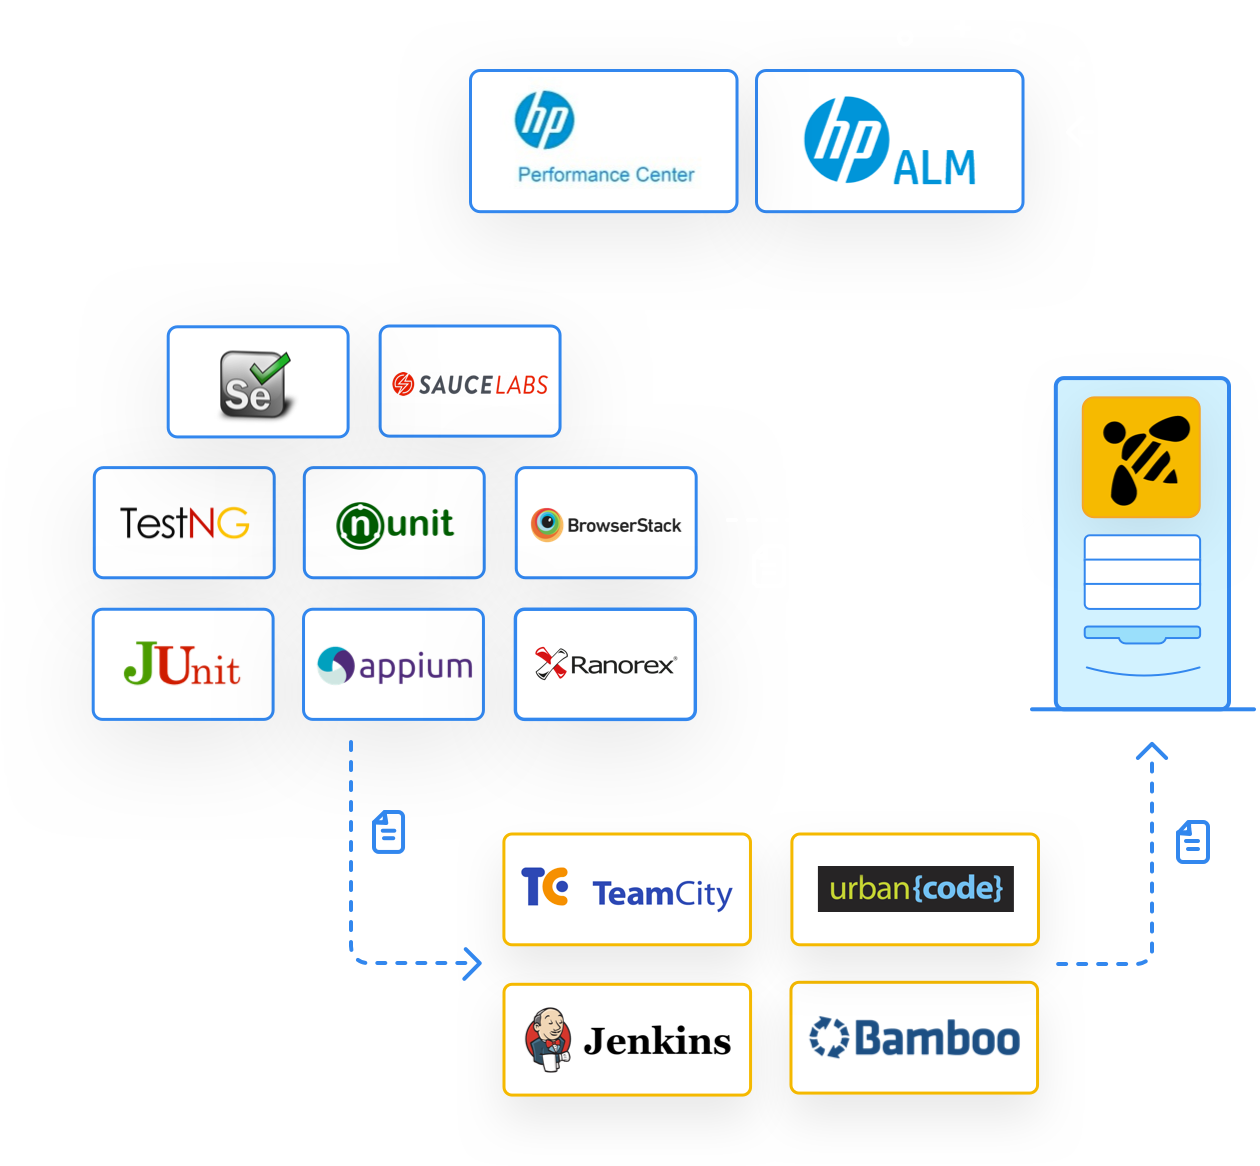 hp
Performance Center
hp ALM
Se
SAUCELABS
TestNG
nunit
BrowserStack
JUnit
appium
Ranorex®
TC TeamCity
urban{code}
Jenkins
Bamboo